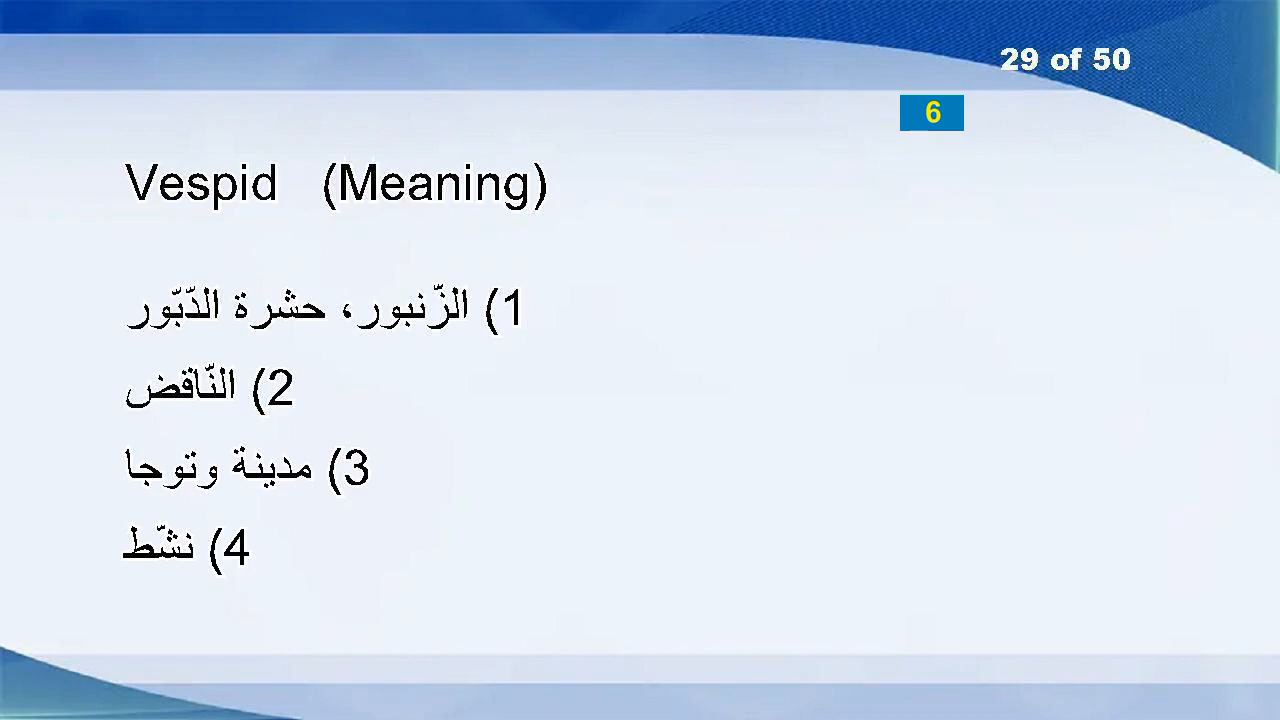 29 of 50
6
Vespid (Meaning)
1) الزّنبور، حشرة الدّبّور
2) النّاقض
3) مدينة وتوجا
4) نشّط